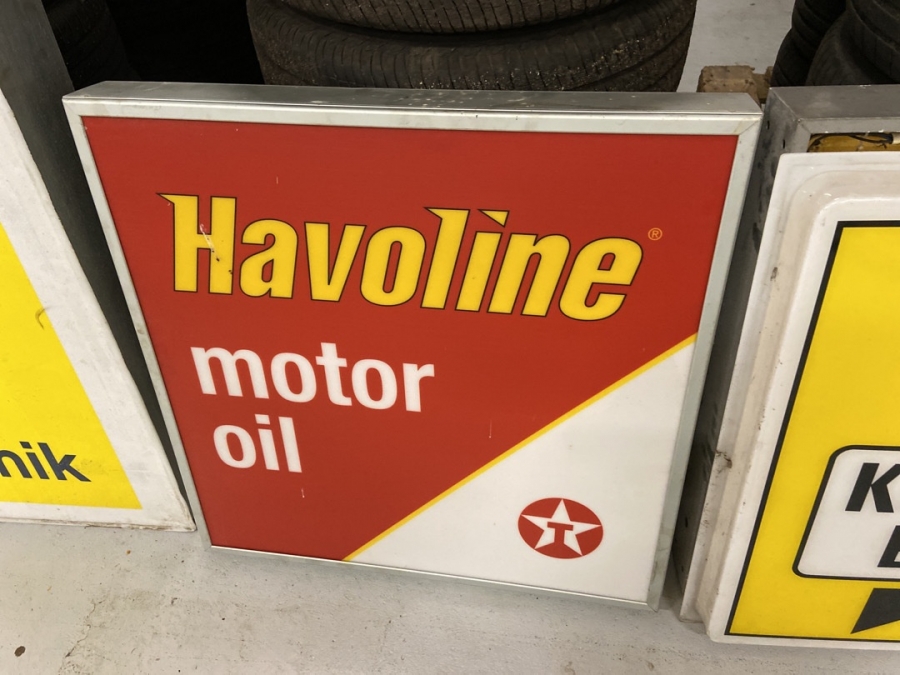 Havoline®
motor
oil
T
nik
K